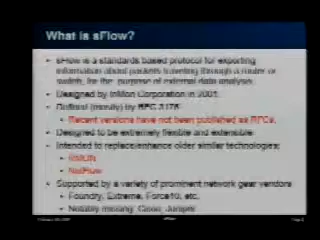 What is sFlow?
• sFlow is a standards based protocol for exporting
information about packets traveling through a router or
switch, for the purpose of external data analysis.
• Designed by InMon Corporation in 2001.
• Defined (mostly) by RFC 3176
• Recent versions have not been published as RFCs.
• Designed to be extremely flexible and extensible.
• Intended to replace/enhance older similar technologies:
• RMON
• NetFlow
• Supported by a variety of prominent network gear vendors
• Foundry, Extreme, Force10, etc.
• Notably missing: Cisco, Juniper